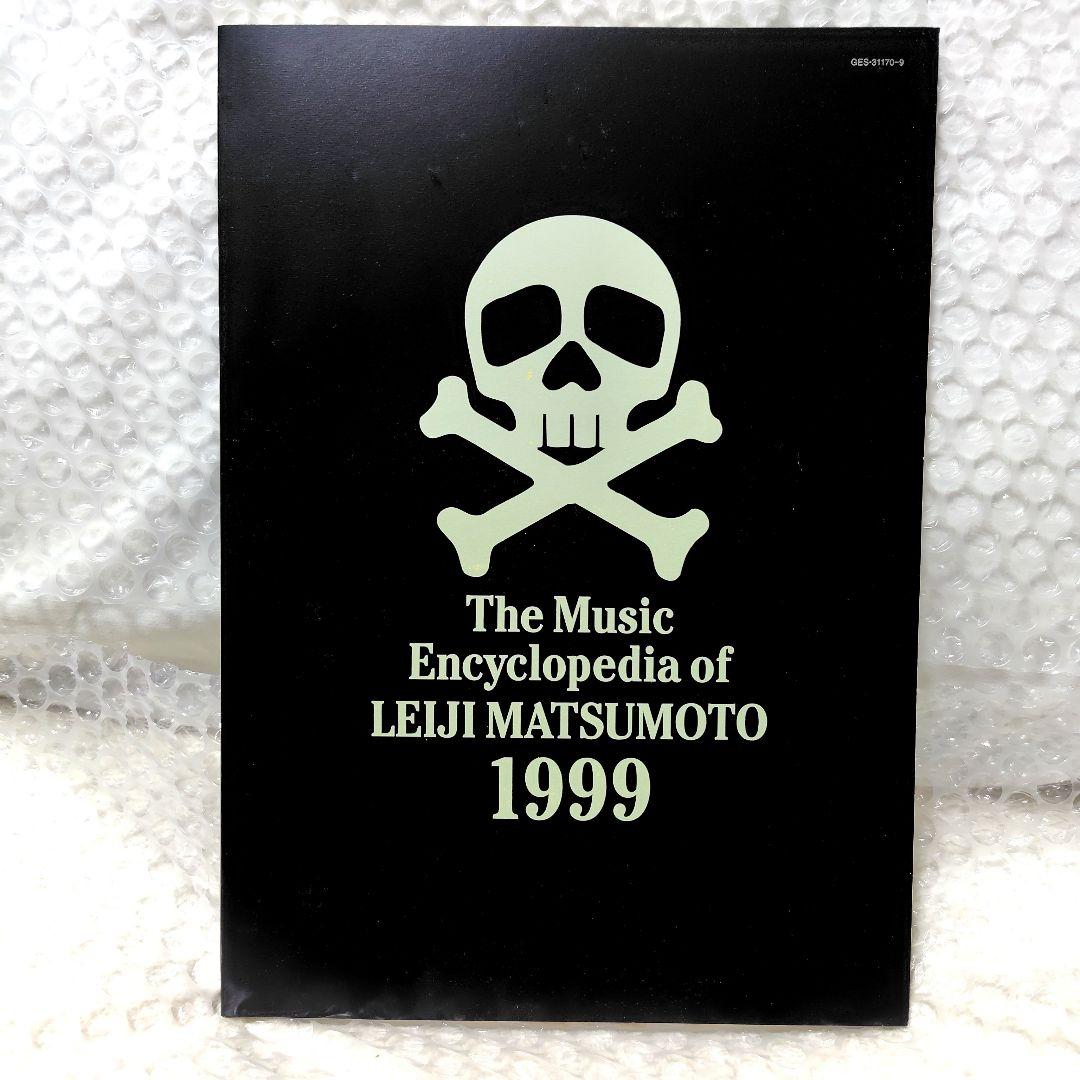 GES-31170~9
The Music
Encyclopedia of
LEIJI MATSUMOTO
1999